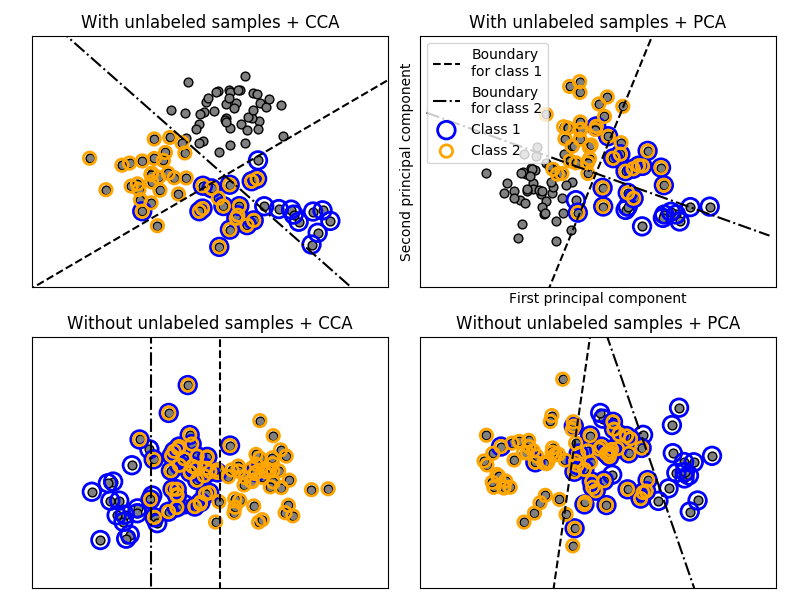 With unlabeled samples + CCA
With unlabeled samples + PCA
Boundary
for class 1
Boundary
for class 2
Class 1
Class 2
Second principal component
First principal component
Without unlabeled samples + CCA
Without unlabeled samples + PCA